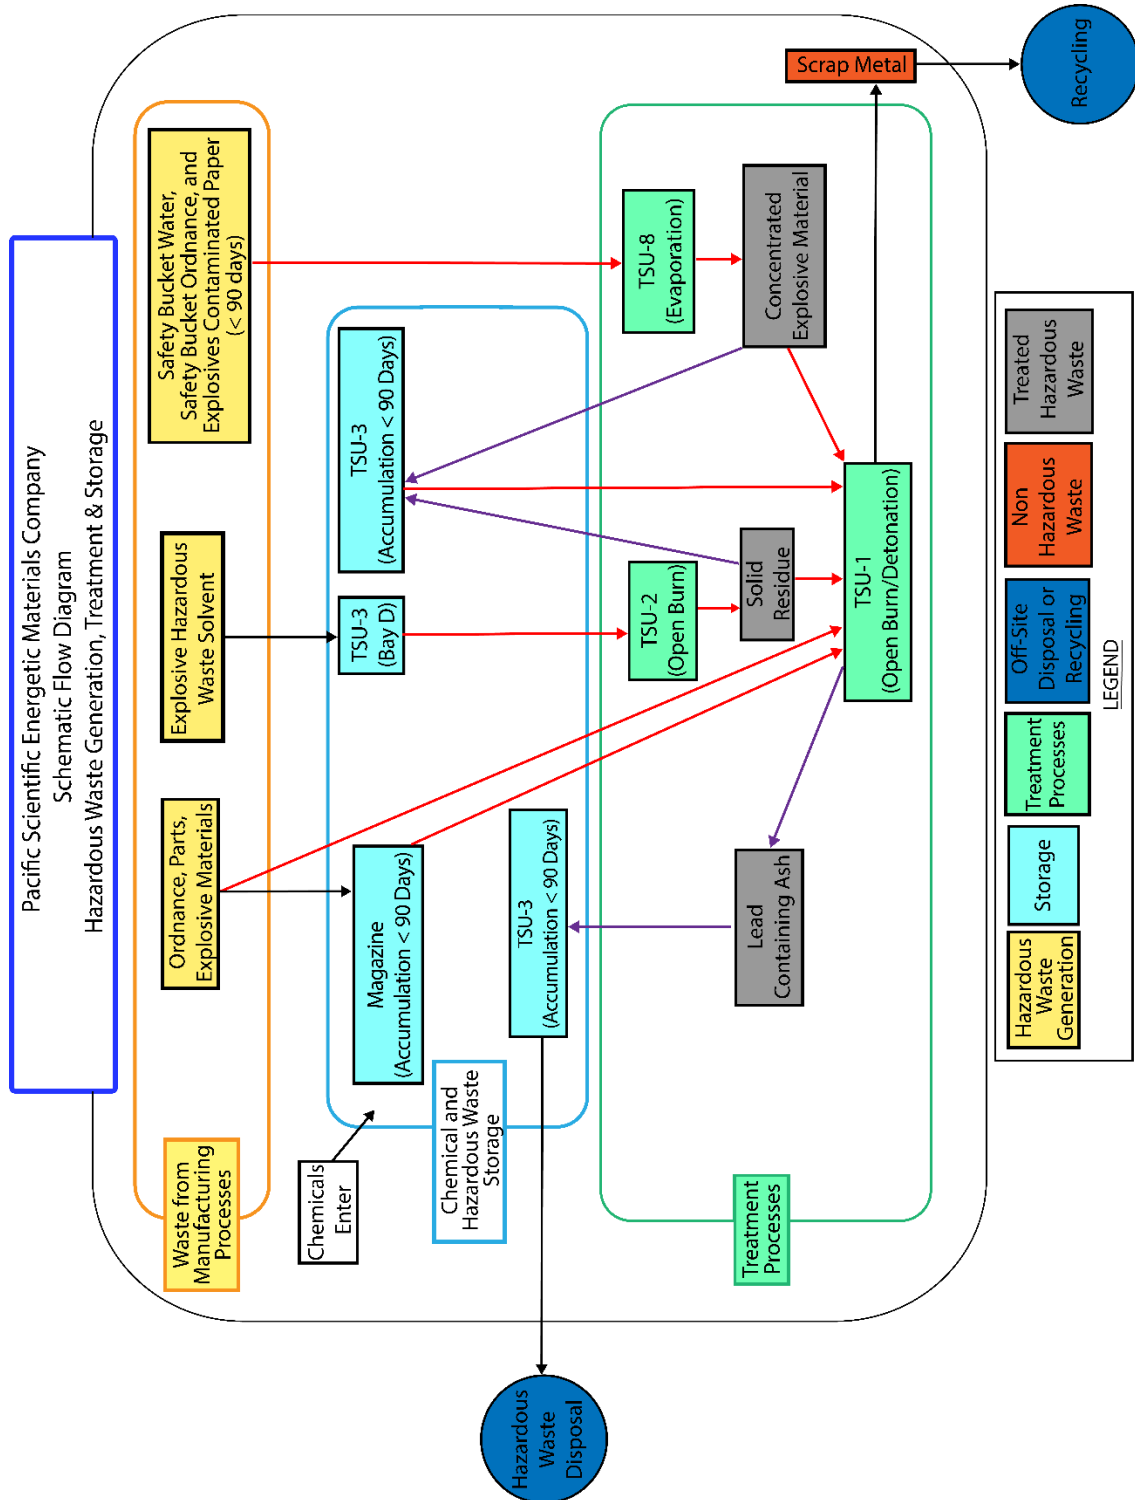 Pacific Scientific Energetic Materials Company
Schematic Flow Diagram
Hazardous Waste Generation, Treatment & Storage
Waste from
Manufacturing
Processes
Ordnance, Parts,
Explosive Materials
Explosive Hazardous
Waste Solvent
Safety Bucket Water,
Safety Bucket Ordnance, and
Explosives Contaminated Paper
(< 90 days)
Chemicals
Enter
Magazine
(Accumulation < 90 Days)
TSU-3
(Bay D)
TSU-3
(Accumulation < 90 Days)
Chemical and
Hazardous Waste
Storage
TSU-3
(Accumulation < 90 Days)
Hazardous
Waste
Disposal
TSU-2
(Open Burn)
TSU-8
(Evaporation)
Treatment
Processes
Lead
Containing Ash
Solid
Residue
Concentrated
Explosive Material
TSU-1
(Open Burn/Detonation)
Scrap Metal
Recycling
Hazardous
Waste
Generation
Storage
Treatment
Processes
Off-Site
Disposal or
Recycling
Non
Hazardous
Waste
Treated
Hazardous
Waste
LEGEND